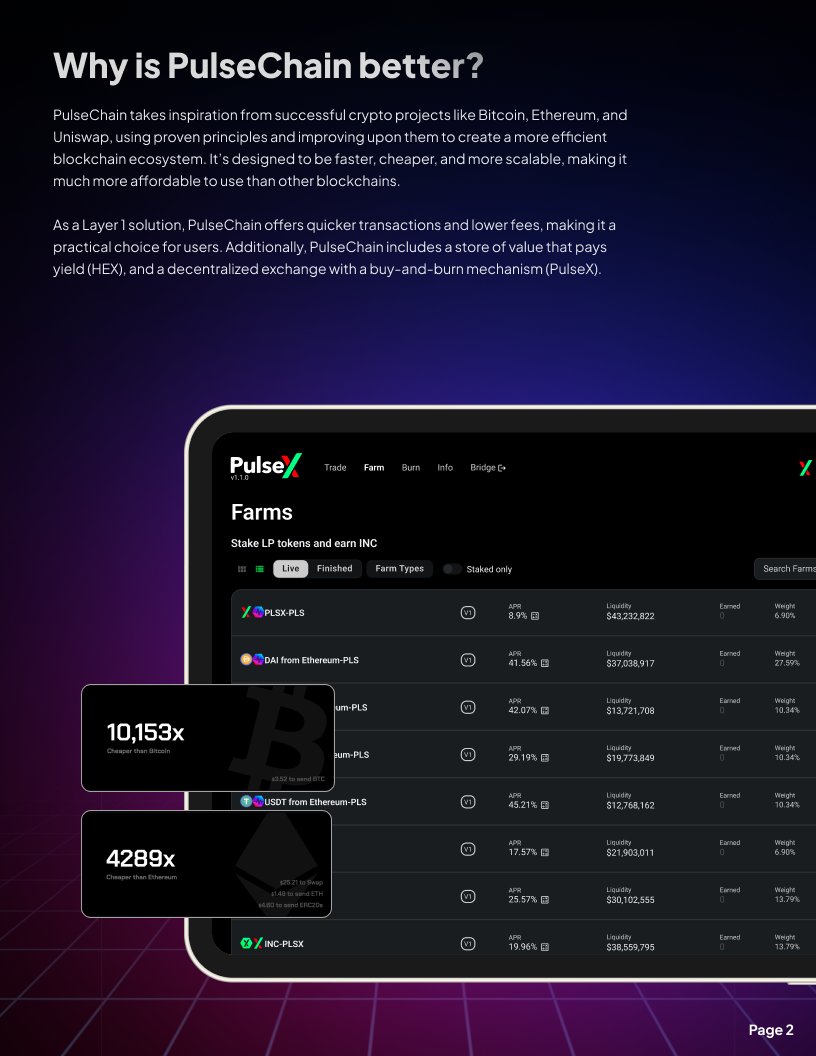 Why is PulseChain better?
PulseChain takes inspiration from successful crypto projects like Bitcoin, Ethereum, and
Uniswap, using proven principles and improving upon them to create a more efficient
blockchain ecosystem. It's designed to be faster, cheaper, and more scalable, making it
much more affordable to use than other blockchains.
As a Layer 1 solution, PulseChain offers quicker transactions and lower fees, making it a
practical choice for users. Additionally, PulseChain includes a store of value that pays
yield (HEX), and a decentralized exchange with a buy-and-burn mechanism (PulseX).
PulseX
v1.1.0
Trade Farm Burn Info Bridge
Farms
Stake LP tokens and earn INC
Live Finished Farm Types Staked only Search Farms
PLSX-PLS V1 APR 8.9% Liquidity $43,232,822 Earned 0 Weight 6.90%
DAI from Ethereum-PLS V1 APR 41.56% Liquidity $37,038,917 Earned 0 Weight 27.59%
um-PLS V1 APR 42.07% Liquidity $13,721,708 Earned 0 Weight 10.34%
eum-PLS V1 APR 29.19% Liquidity $19,773,849 Earned 0 Weight 10.34%
USDT from Ethereum-PLS V1 APR 45.21% Liquidity $12,768,162 Earned 0 Weight 10.34%
V1 APR 17.57% Liquidity $21,903,011 Earned 0 Weight 6.90%
V1 APR 25.57% Liquidity $30,102,555 Earned 0 Weight 13.79%
INC-PLSX V1 APR 19.96% Liquidity $38,559,795 Earned 0 Weight 13.79%
10,153x
Cheaper than Bitcoin
$3.52 to send BTC
4289x
Cheaper than Ethereum
$25.21 to Swap
$1.48 to send ETH
$4.60 to send ERC20s
Page 2